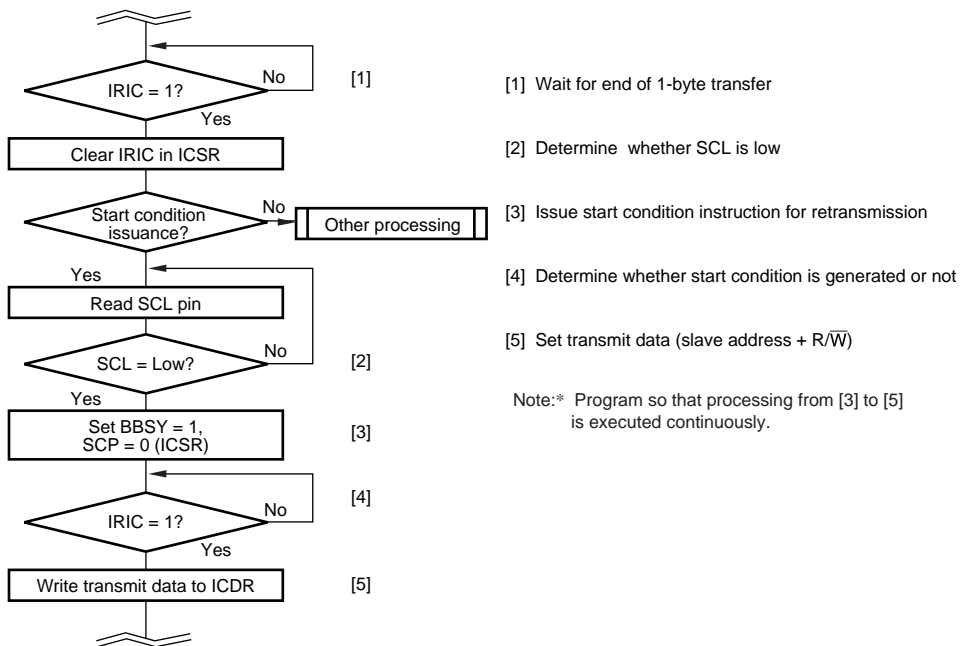 IRIC = 1?
No
[1]
Yes
Clear IRIC in ICSR
Start condition
issuance?
No
Other processing
Yes
Read SCL pin
SCL = Low?
No
[2]
Yes
Set BBSY = 1,
SCP = 0 (ICSR)
[3]
[4]
IRIC = 1?
No
Yes
Write transmit data to ICDR
[5]
[1] Wait for end of 1-byte transfer
[2] Determine whether SCL is low
[3] Issue start condition instruction for retransmission
[4] Determine whether start condition is generated or not
[5] Set transmit data (slave address + R/W̅)
Note:* Program so that processing from [3] to [5]
is executed continuously.